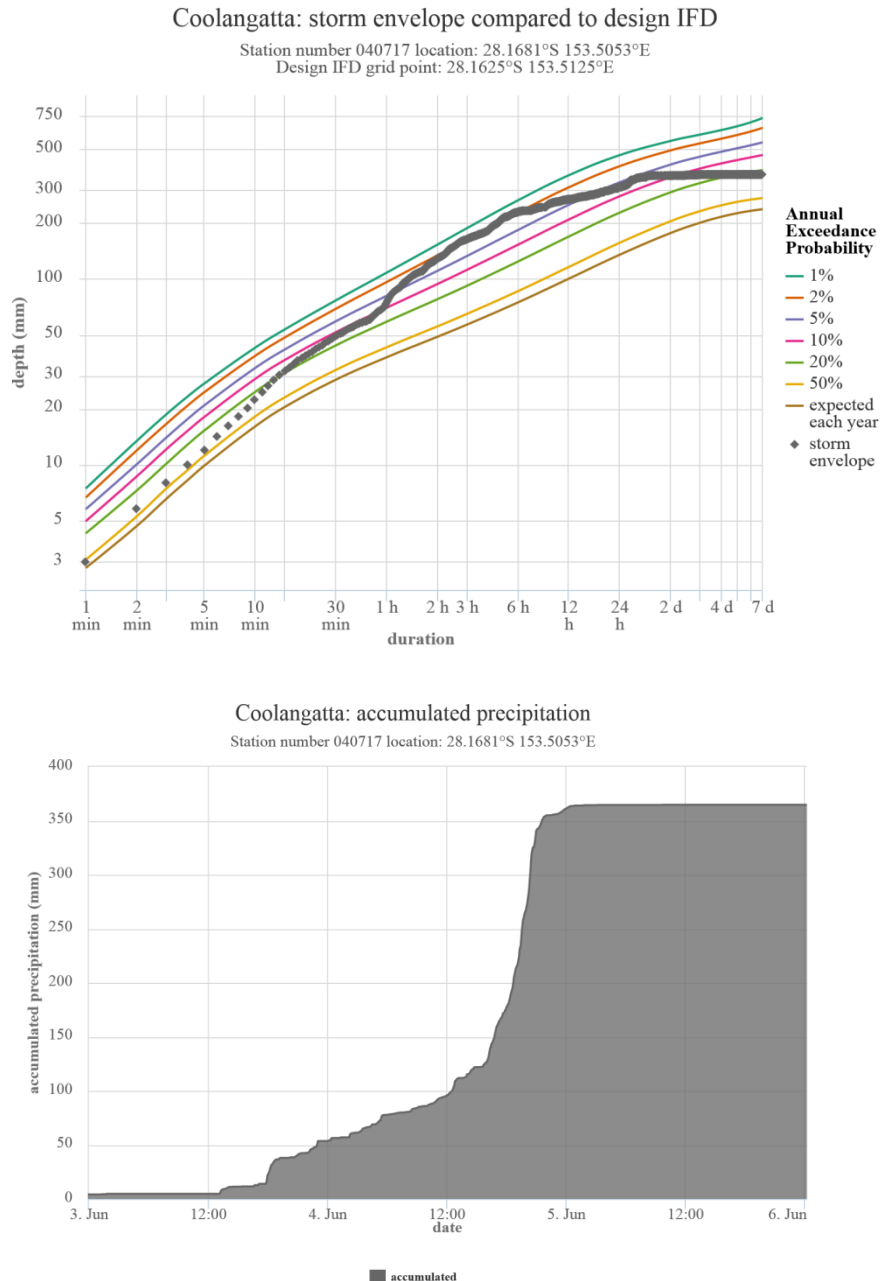 Coolangatta: storm envelope compared to design IFD
Station number 040717 location: 28.1681°S 153.5053°E
Design IFD grid point: 28.1625°S 153.5125°E
750
500
300
200
100
50
30
20
10
5
3
depth (mm)
1 min
2 min
5 min
10 min
30 min
1 h
2 h
3 h
6 h
12 h
24 h
2 d
4 d
7 d
duration
Annual
Exceedance
Probability
1%
2%
5%
10%
20%
50%
expected
each year
storm
envelope
Coolangatta: accumulated precipitation
Station number 040717 location: 28.1681°S 153.5053°E
400
350
300
250
200
150
100
50
0
accumulated precipitation (mm)
3. Jun
12:00
4. Jun
12:00
5. Jun
12:00
6. Jun
date
accumulated